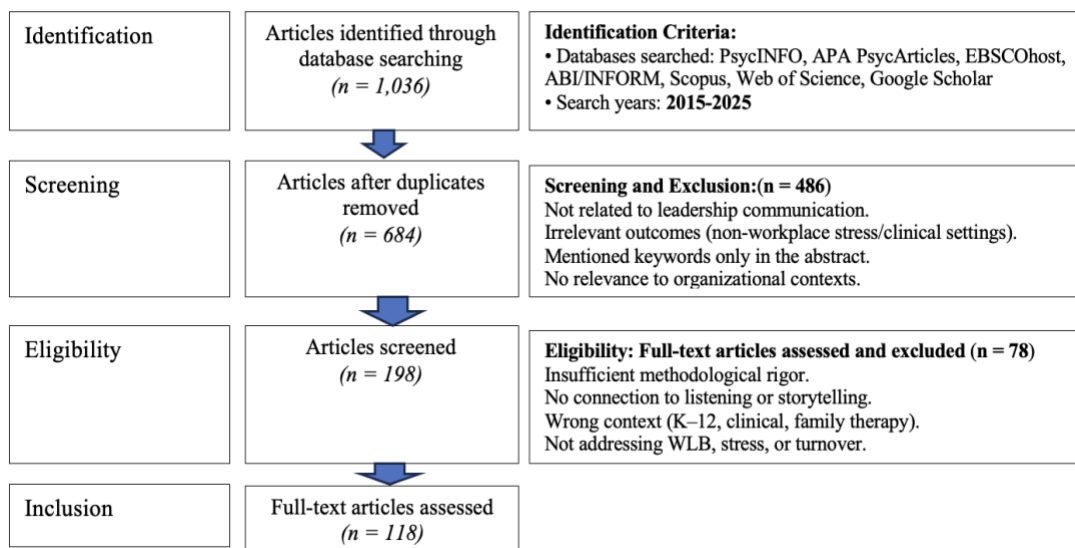 Identification
Articles identified through
database searching
(n = 1,036)
Identification Criteria:
• Databases searched: PsycINFO, APA PsycArticles, EBSCOhost,
ABI/INFORM, Scopus, Web of Science, Google Scholar
• Search years: 2015-2025
Screening
Articles after duplicates
removed
(n = 684)
Screening and Exclusion:(n = 486)
Not related to leadership communication.
Irrelevant outcomes (non-workplace stress/clinical settings).
Mentioned keywords only in the abstract.
No relevance to organizational contexts.
Eligibility
Articles screened
(n = 198)
Eligibility: Full-text articles assessed and excluded (n = 78)
Insufficient methodological rigor.
No connection to listening or storytelling.
Wrong context (K–12, clinical, family therapy).
Not addressing WLB, stress, or turnover.
Inclusion
Full-text articles assessed
(n = 118)